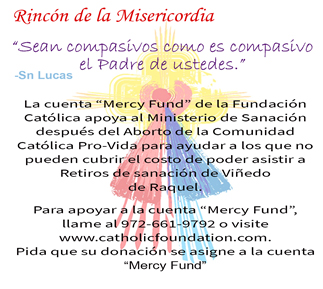 Rincón de la Misericordia
“Sean compasivos como es compasivo
el Padre de ustedes.”
-Sn Lucas
La cuenta “Mercy Fund” de la Fundación
Católica apoya al Ministerio de Sanación
después del Aborto de la Comunidad
Católica Pro-Vida para ayudar a los que no
pueden cubrir el costo de poder asistir a
Retiros de sanación de Viñedo
de Raquel.
Para apoyar a la cuenta “Mercy Fund”,
llame al 972-661-9792 o visite
www.catholicfoundation.com.
Pida que su donación se asigne a la cuenta
“Mercy Fund”